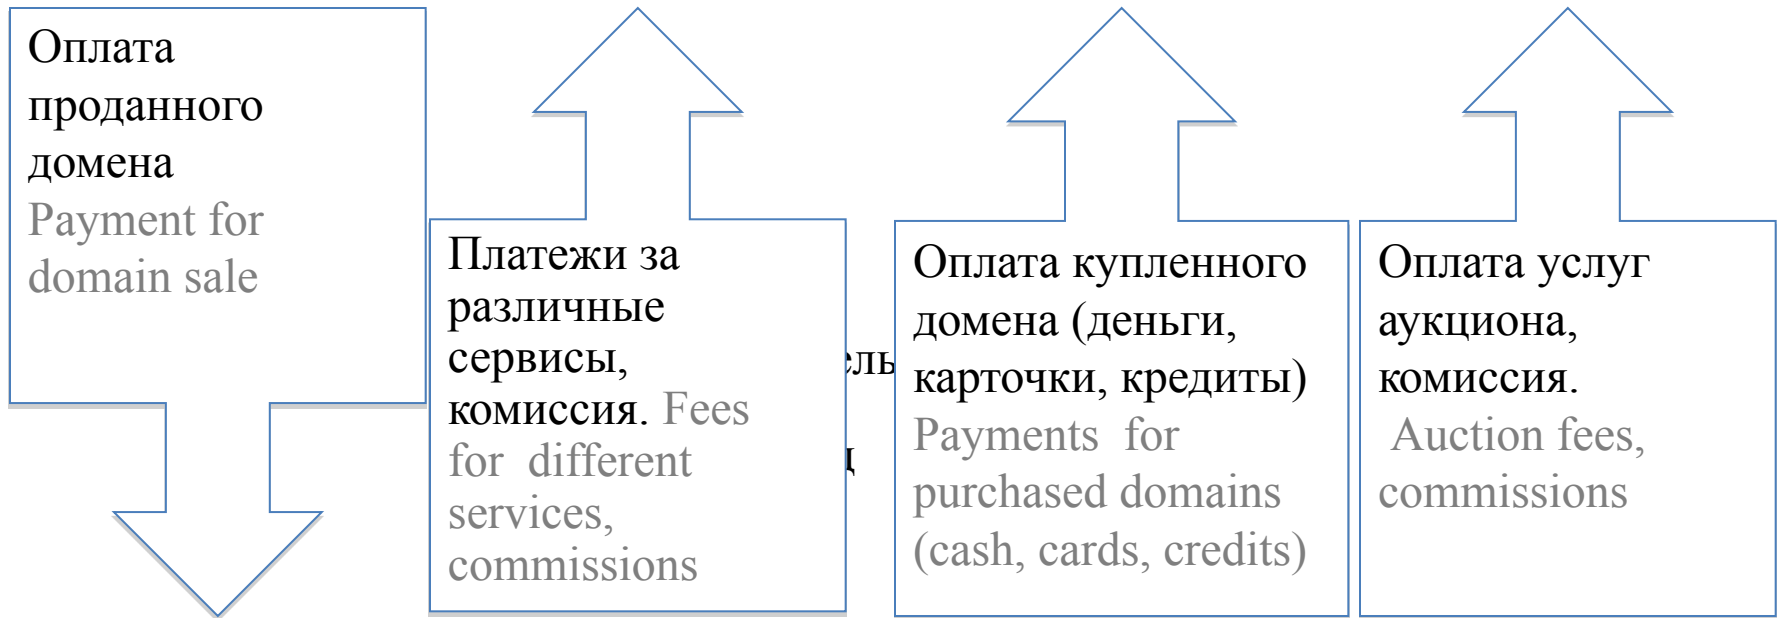 Оплата
проданного
домена
Payment for
domain sale
Платежи за
различные
сервисы,
комиссия. Fees
for different
services,
commissions
Оплата купленного
домена (деньги,
карточки, кредиты)
Payments for
purchased domains
(cash, cards, credits)
Оплата услуг
аукциона,
комиссия.
Auction fees,
commissions